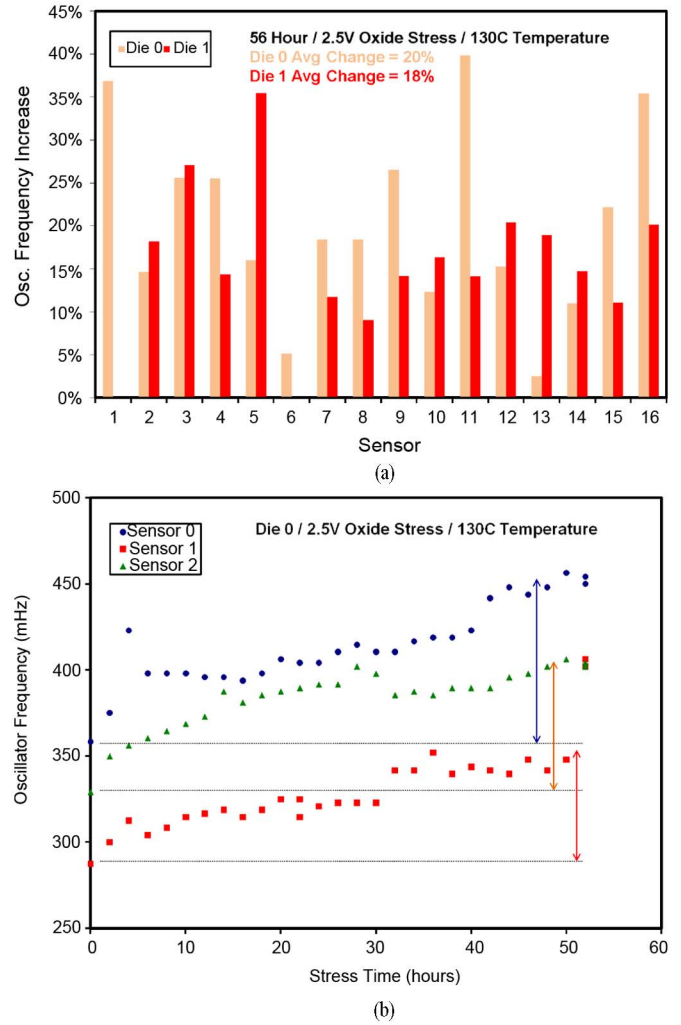 45%
40%
35%
30%
25%
20%
15%
10%
5%
0%
Osc. Frequency Increase
Die 0 Die 1
56 Hour / 2.5V Oxide Stress / 130C Temperature
Die 0 Avg Change = 20%
Die 1 Avg Change = 18%
1 2 3 4 5 6 7 8 9 10 11 12 13 14 15 16
Sensor
(a)
500
450
400
350
300
250
Oscillator Frequency (mHz)
Sensor 0
Sensor 1
Sensor 2
Die 0 / 2.5V Oxide Stress / 130C Temperature
0 10 20 30 40 50 60
Stress Time (hours)
(b)